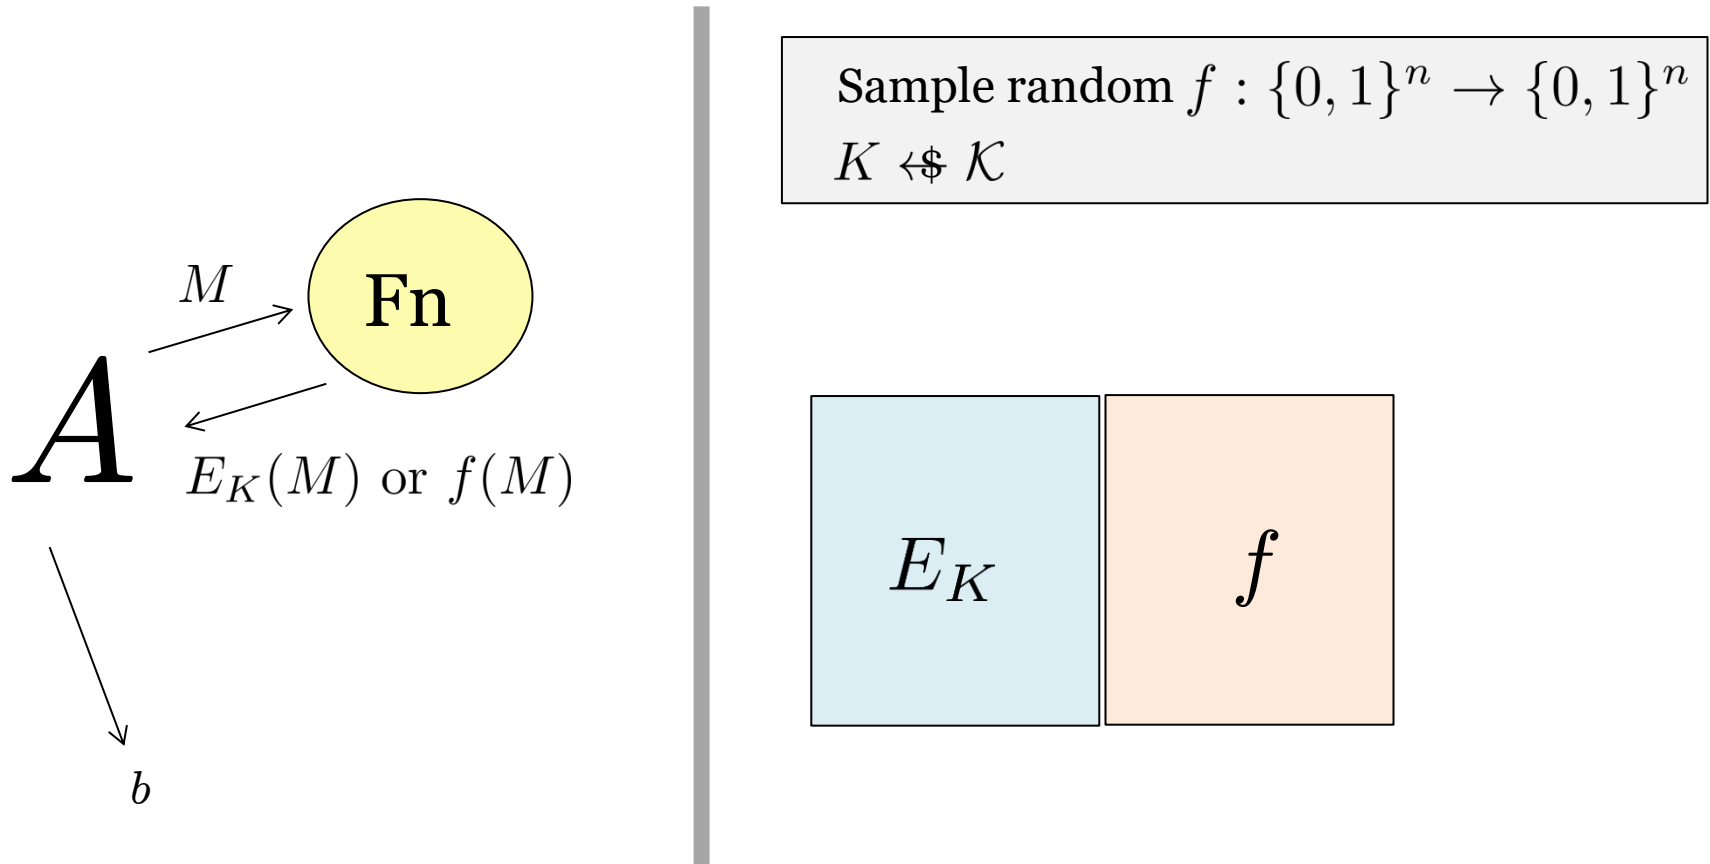 M
Fn
A
E_K(M) or f(M)
b
Sample random f : {0, 1}^n → {0, 1}^n
K ←$ 𝒦
E_K
f